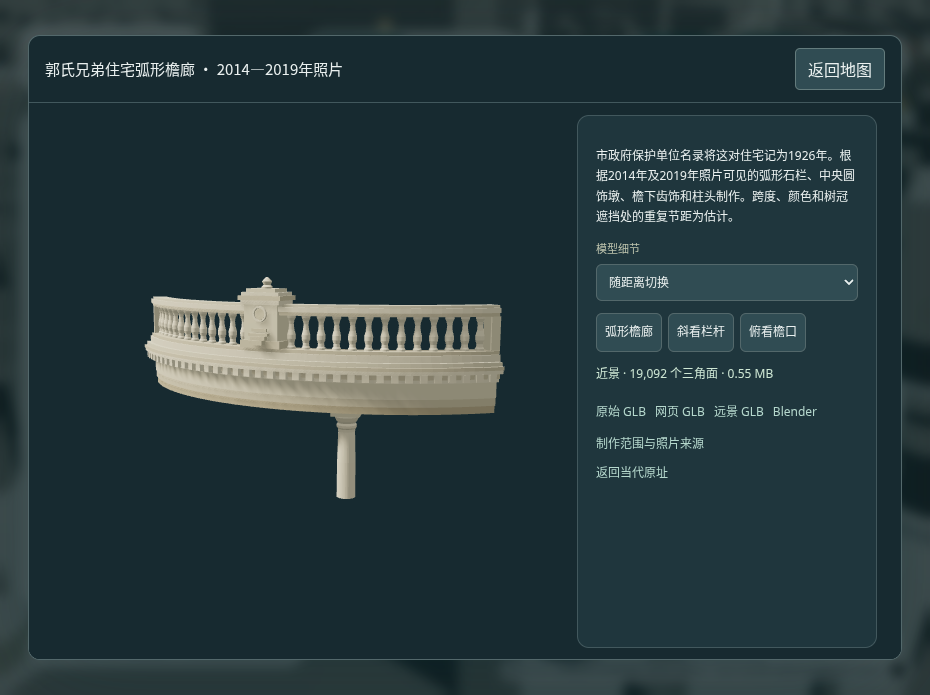 郭氏兄弟住宅弧形檐廊 · 2014—2019年照片
返回地图
市政府保护单位名录将这对住宅记为1926年。根
据2014年及2019年照片可见的弧形石栏、中央圆
饰墩、檐下齿饰和柱头制作。跨度、颜色和树冠
遮挡处的重复节距为估计。
模型细节
随距离切换
弧形檐廊 斜看栏杆 俯看檐口
近景 · 19,092 个三角面 · 0.55 MB
原始 GLB 网页 GLB 远景 GLB Blender
制作范围与照片来源
返回当代原址